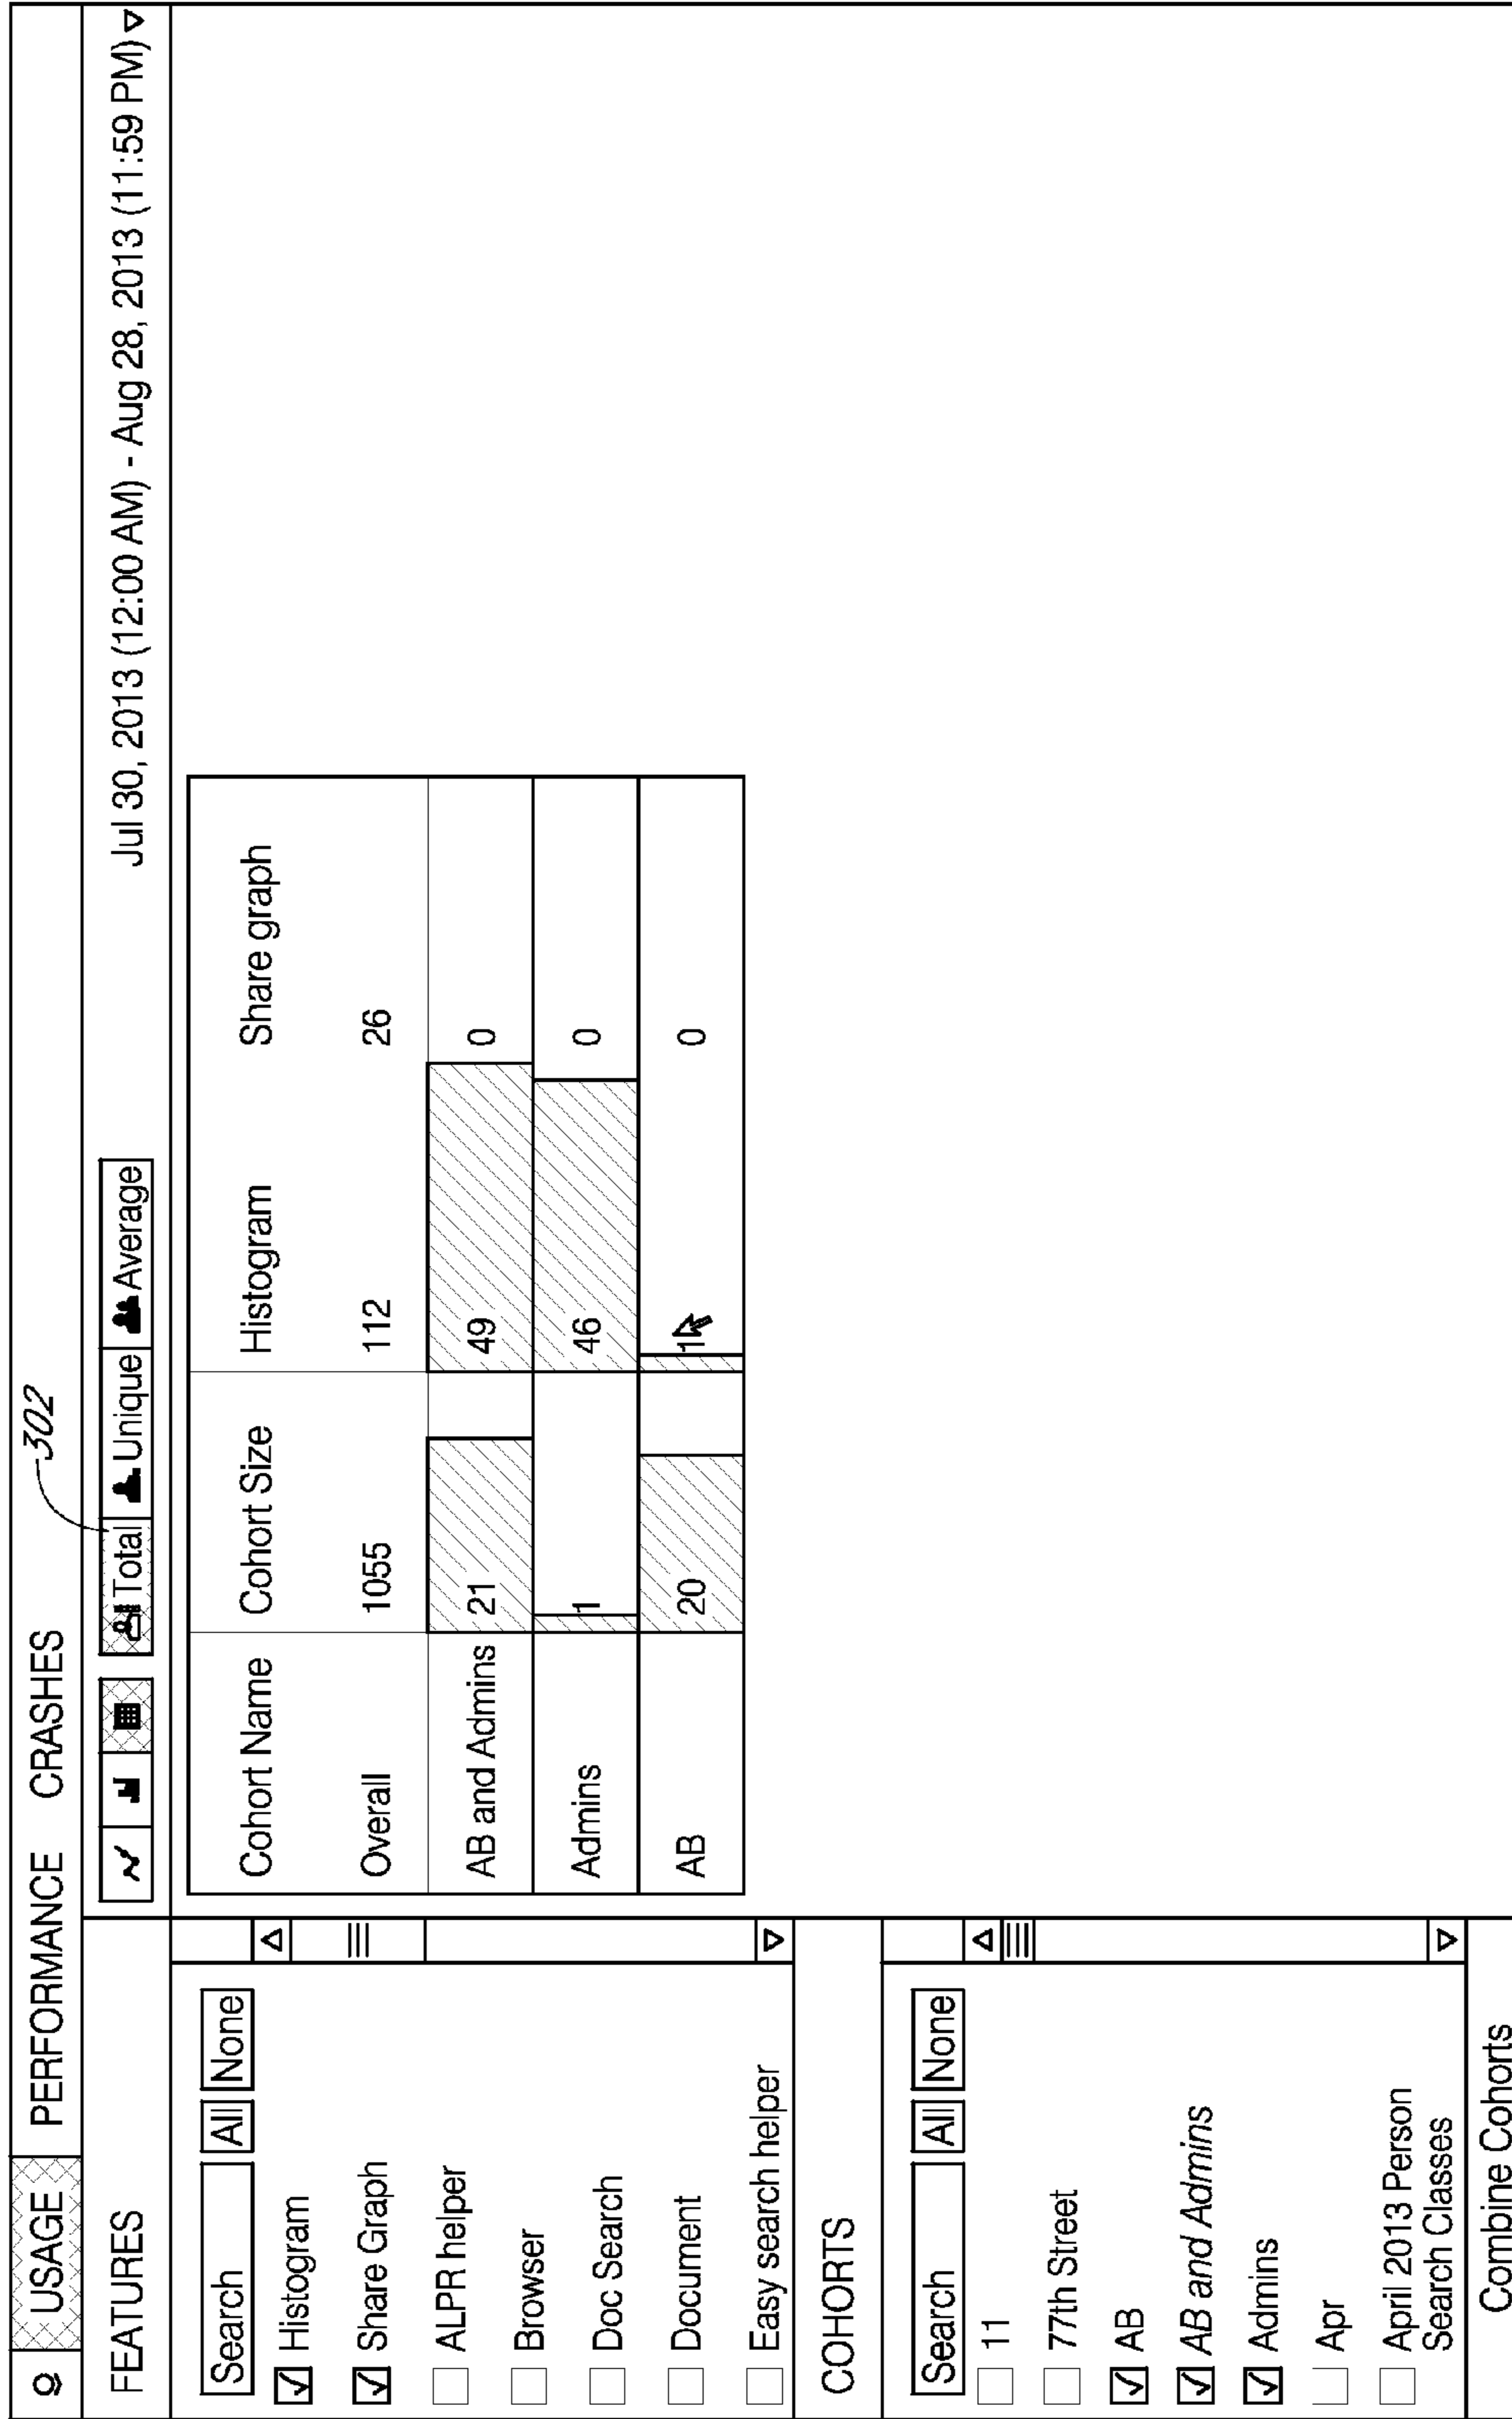 USAGE PERFORMANCE CRASHES
302
FEATURES
Total Unique Average
Jul 30, 2013 (12:00 AM) - Aug 28, 2013 (11:59 PM)
Search All None
Histogram
Share Graph
ALPR helper
Browser
Doc Search
Document
Easy search helper
COHORTS
Search All None
11
77th Street
AB
AB and Admins
Admins
Apr
April 2013 Person
Search Classes
Combine Cohorts
Cohort Name Cohort Size Histogram Share graph
Overall 1055 112 26
AB and Admins 21 49 0
Admins 1 46 0
AB 20 0